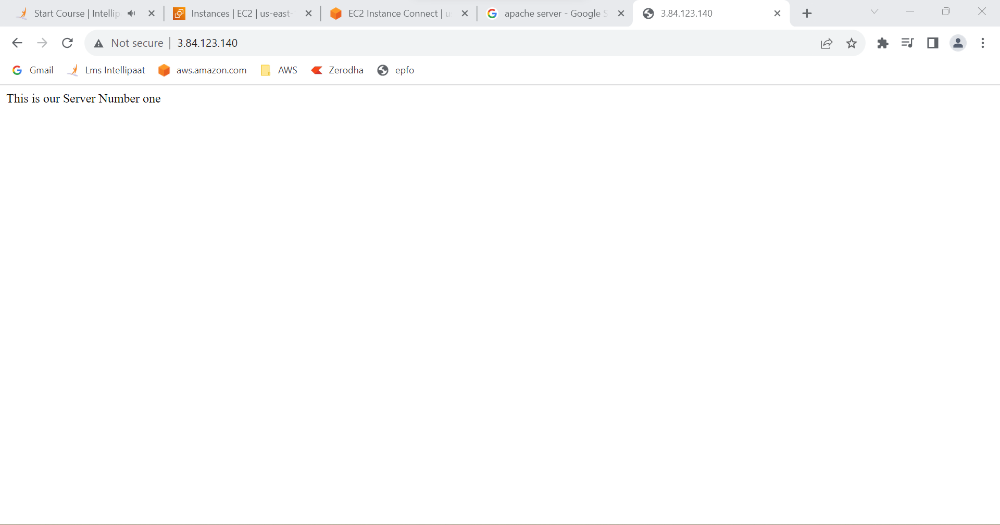 Start Course | Intellip
Instances | EC2 | us-east-
EC2 Instance Connect | u
apache server - Google S
3.84.123.140
Not secure | 3.84.123.140
Gmail
Lms Intellipaat
aws.amazon.com
AWS
Zerodha
epfo
This is our Server Number one